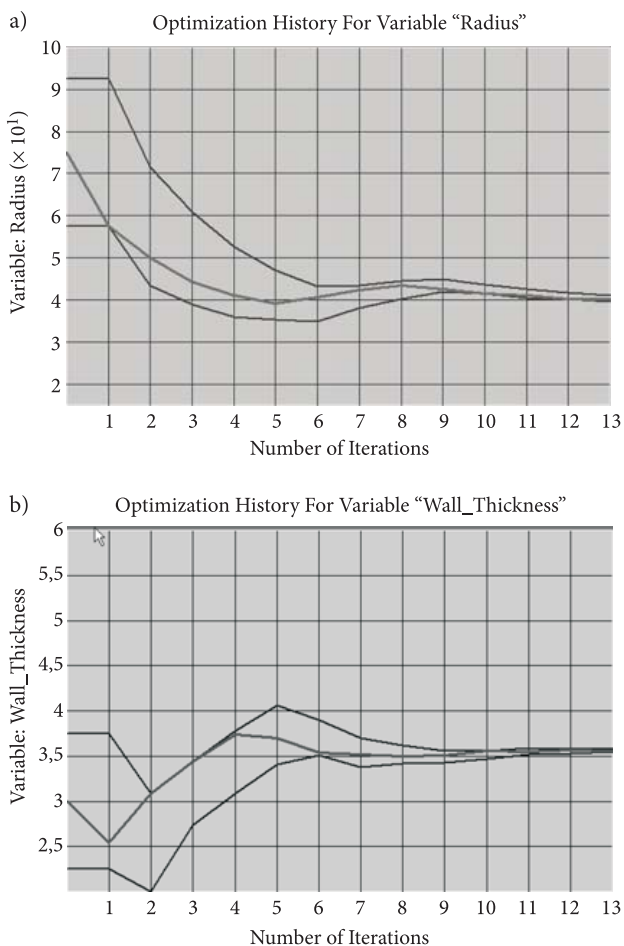 a)
Optimization History For Variable “Radius”
Variable: Radius (× 10¹)
10
9
8
7
6
5
4
3
2
1 2 3 4 5 6 7 8 9 10 11 12 13
Number of Iterations
b)
Optimization History For Variable “Wall_Thickness”
Variable: Wall_Thickness
6
5,5
5
4,5
4
3,5
3
2,5
1 2 3 4 5 6 7 8 9 10 11 12 13
Number of Iterations